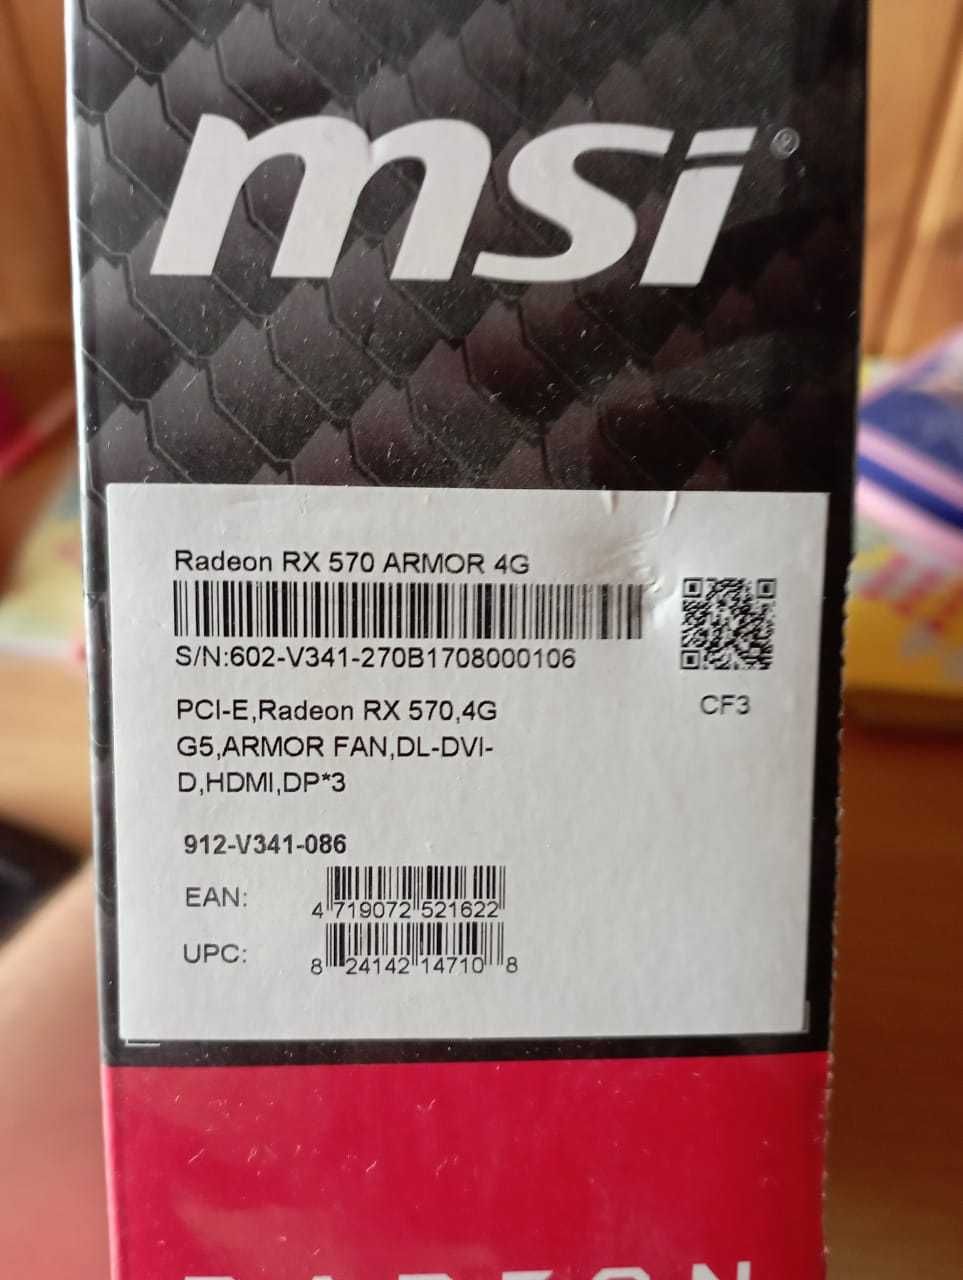 msi®
Radeon RX 570 ARMOR 4G
S/N:602-V341-270B1708000106
PCI-E,Radeon RX 570,4G
G5,ARMOR FAN,DL-DVI-
D,HDMI,DP*3
CF3
912-V341-086
EAN:
4 719072 521622
UPC:
8 24142 14710 8
RADEON